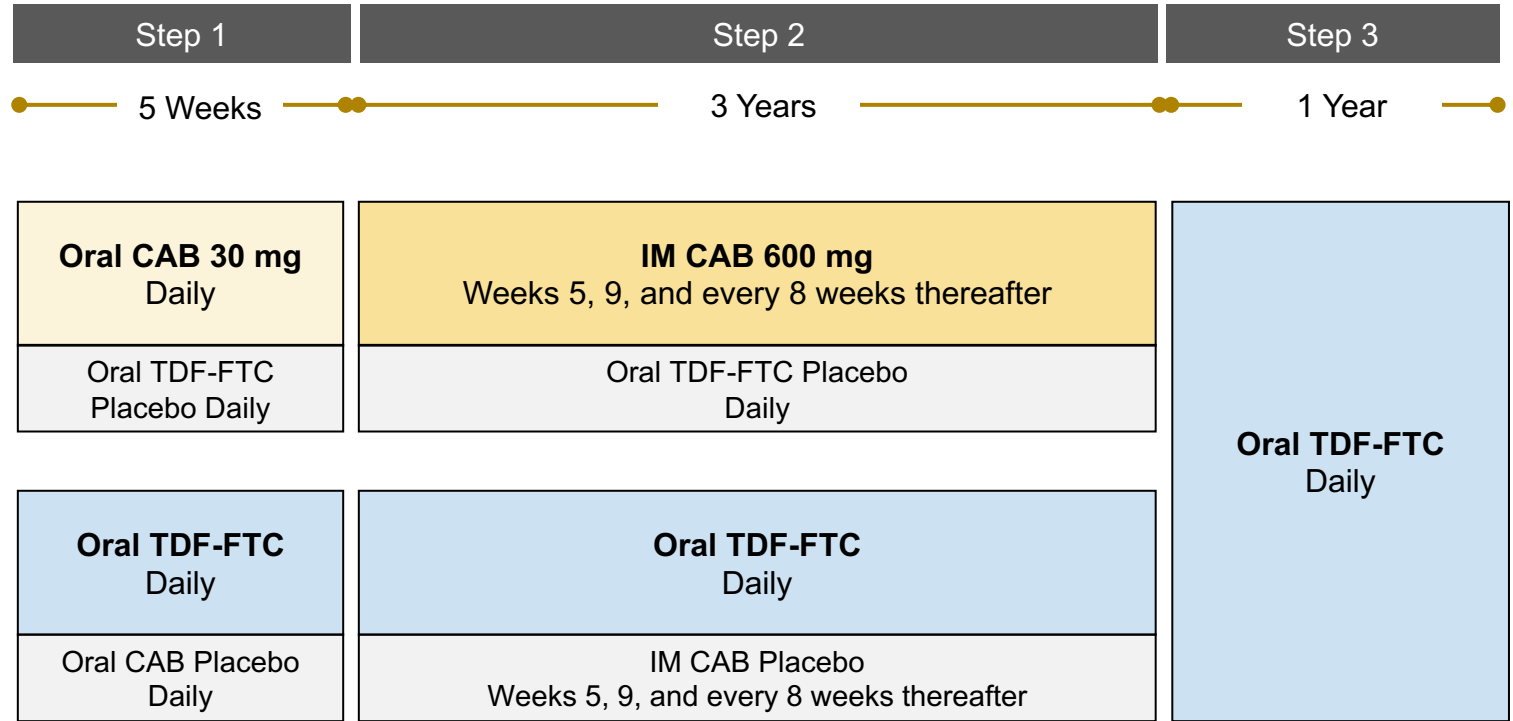 Step 1
Step 2
Step 3
5 Weeks
3 Years
1 Year
Oral CAB 30 mg
Daily
IM CAB 600 mg
Weeks 5, 9, and every 8 weeks thereafter
Oral TDF-FTC
Placebo Daily
Oral TDF-FTC Placebo
Daily
Oral TDF-FTC
Daily
Oral TDF-FTC
Daily
Oral CAB Placebo
Daily
IM CAB Placebo
Weeks 5, 9, and every 8 weeks thereafter
Oral TDF-FTC
Daily